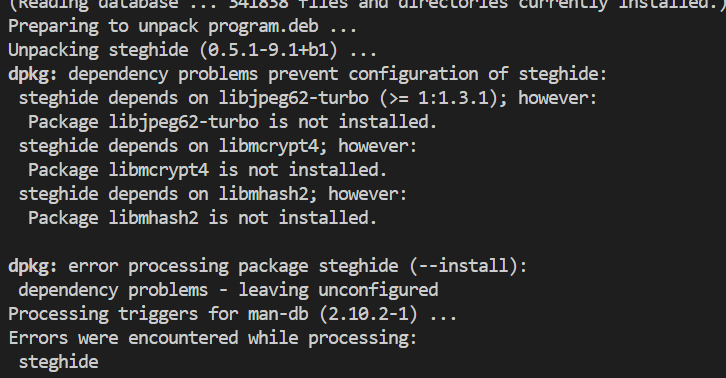 (Reading database ... 341838 files and directories currently installed.)
Preparing to unpack program.deb ...
Unpacking steghide (0.5.1-9.1+b1) ...
dpkg: dependency problems prevent configuration of steghide:
 steghide depends on libjpeg62-turbo (>= 1:1.3.1); however:
  Package libjpeg62-turbo is not installed.
 steghide depends on libmcrypt4; however:
  Package libmcrypt4 is not installed.
 steghide depends on libmhash2; however:
  Package libmhash2 is not installed.

dpkg: error processing package steghide (--install):
 dependency problems - leaving unconfigured
Processing triggers for man-db (2.10.2-1) ...
Errors were encountered while processing:
 steghide